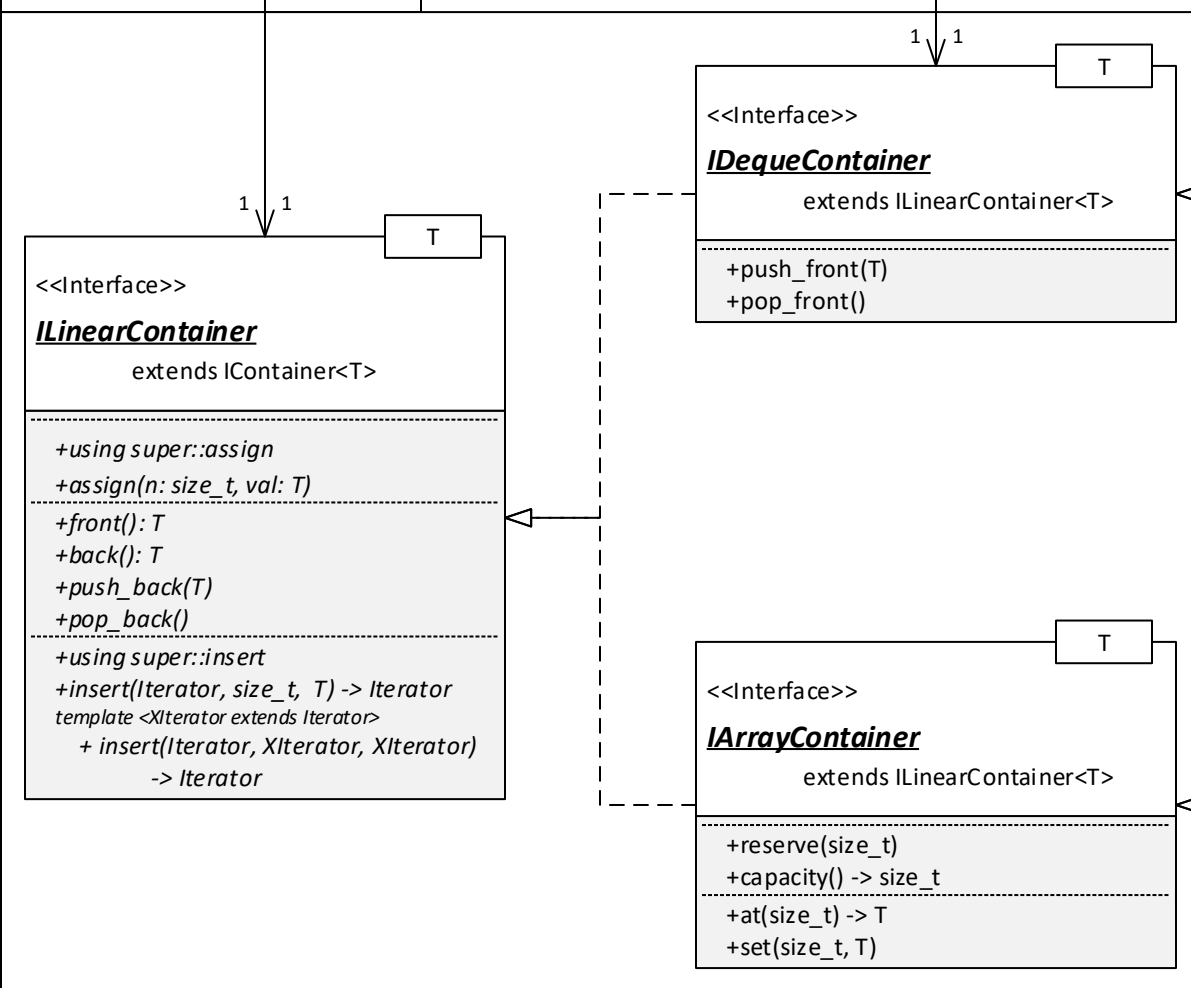 1 1
T
<<Interface>>
IDequeContainer
extends ILinearContainer<T>
+push_front(T)
+pop_front()
1 1
T
<<Interface>>
ILinearContainer
extends IContainer<T>
+using super::assign
+assign(n: size_t, val: T)
+front(): T
+back(): T
+push_back(T)
+pop_back()
+using super::insert
+insert(Iterator, size_t, T) -> Iterator
template <XIterator extends Iterator>
+ insert(Iterator, XIterator, XIterator)
-> Iterator
T
<<Interface>>
IArrayContainer
extends ILinearContainer<T>
+reserve(size_t)
+capacity() -> size_t
+at(size_t) -> T
+set(size_t, T)